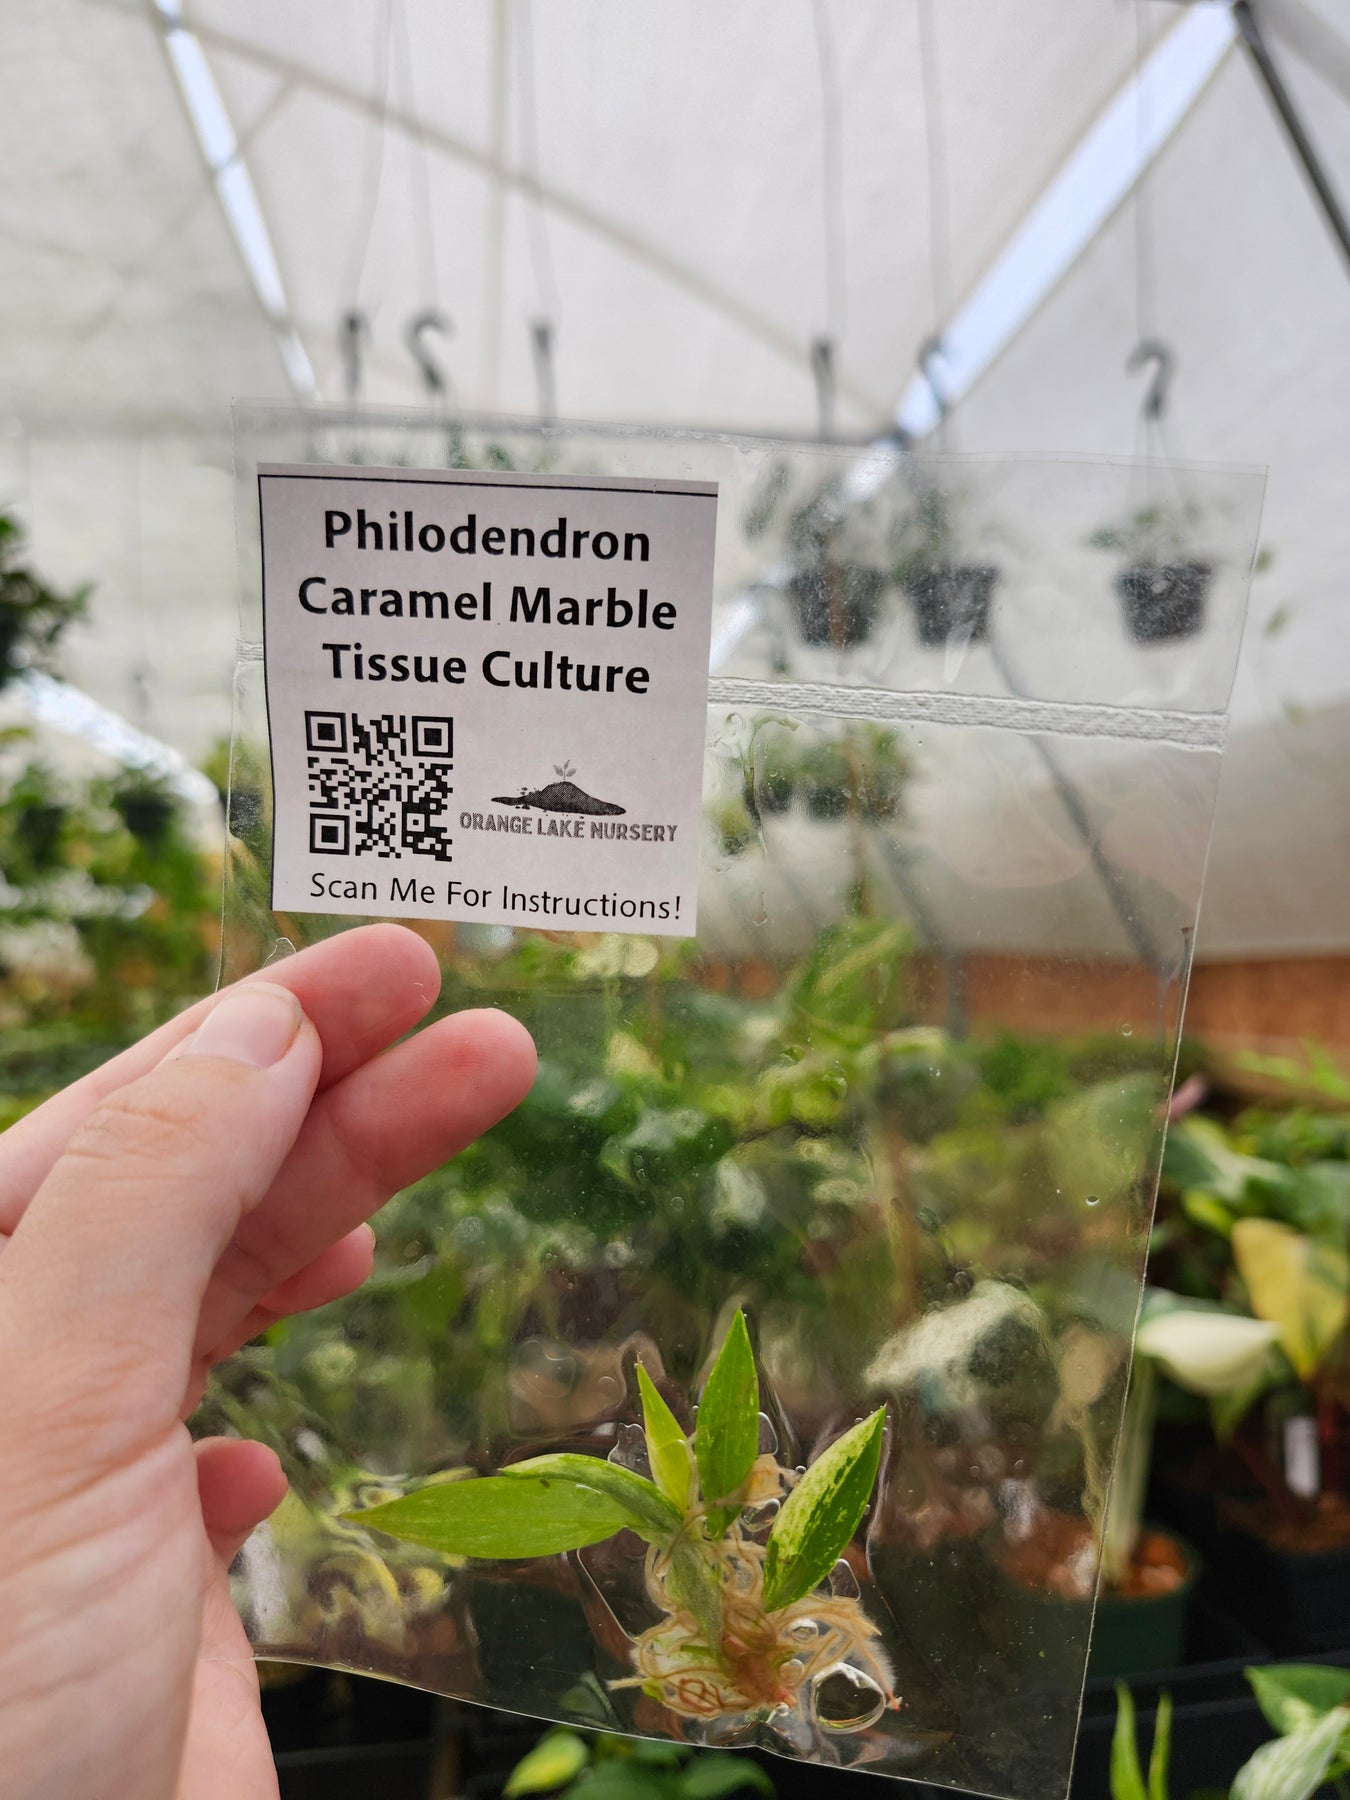 Philodendron
Caramel Marble
Tissue Culture
ORANGE LAKE NURSERY
Scan Me For Instructions!